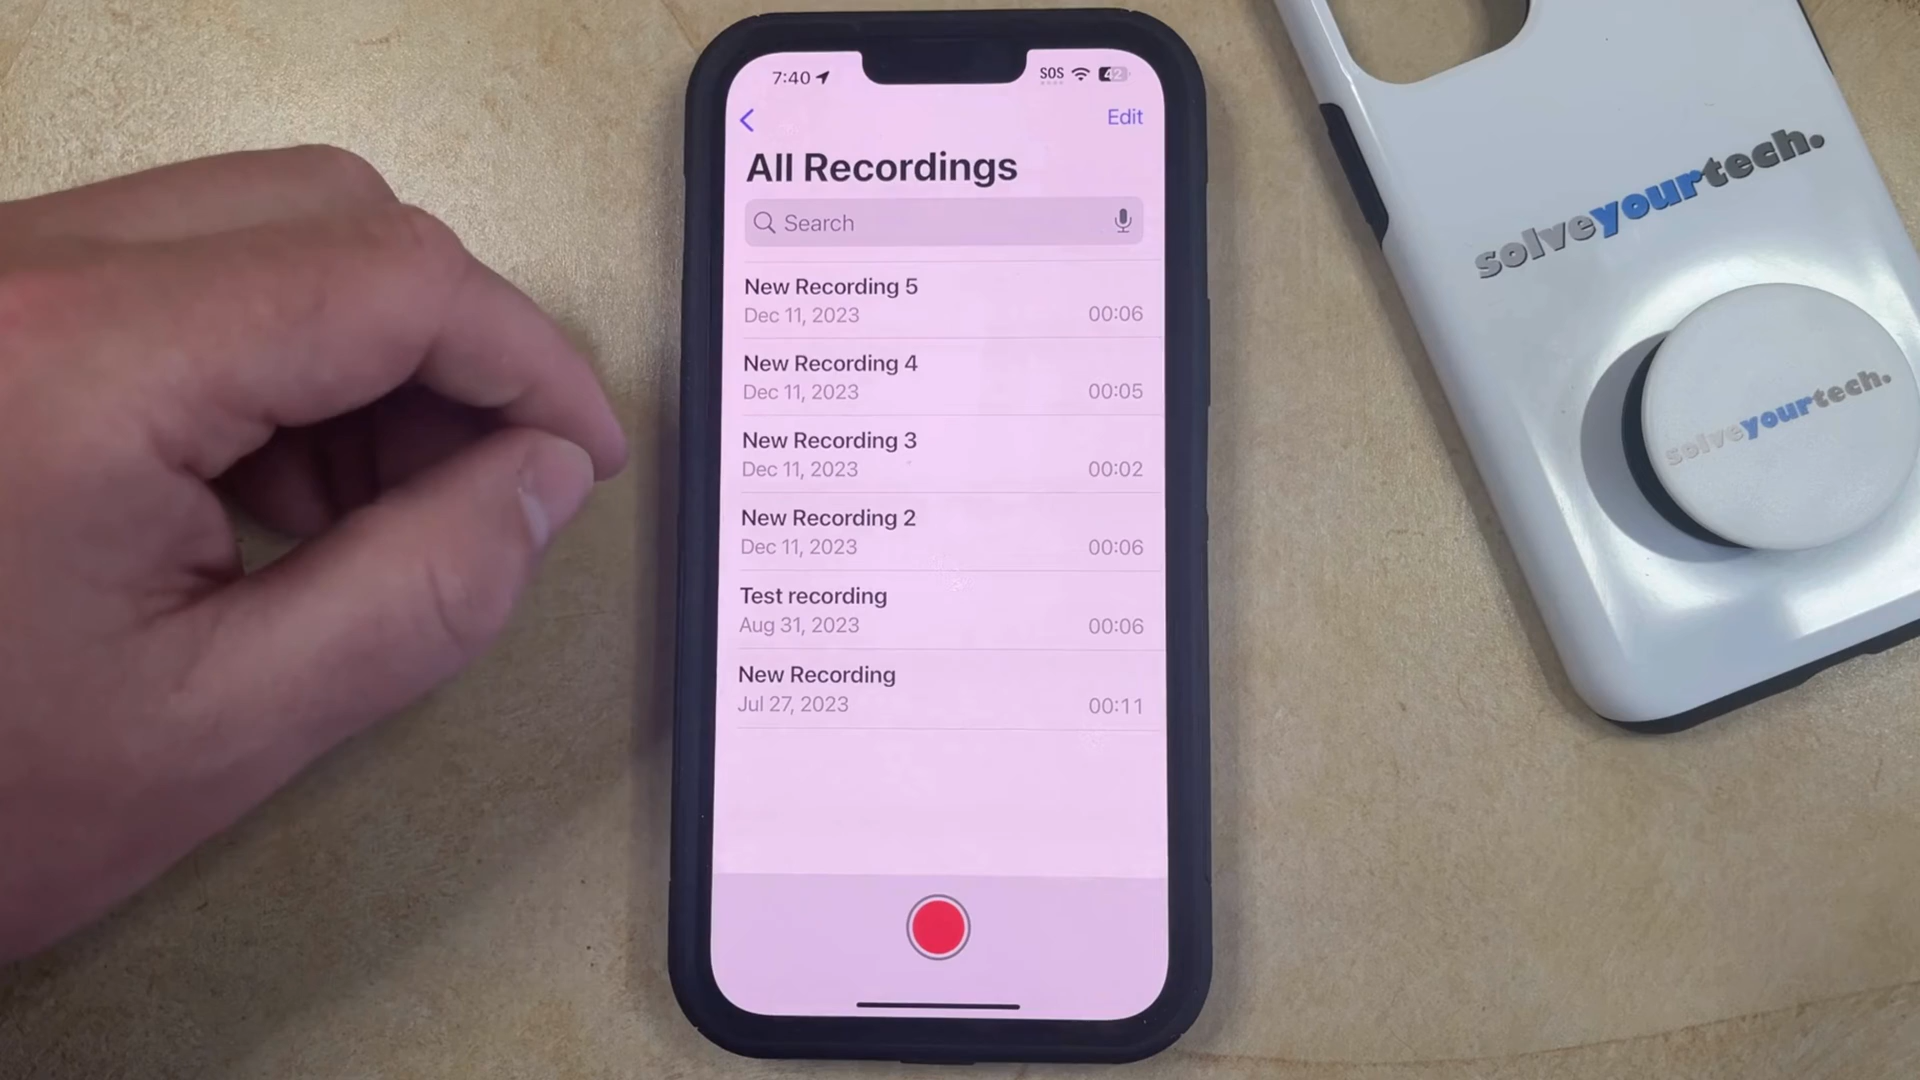 7:40
SOS
42
Edit
All Recordings
Search
New Recording 5
Dec 11, 2023
00:06
New Recording 4
Dec 11, 2023
00:05
New Recording 3
Dec 11, 2023
00:02
New Recording 2
Dec 11, 2023
00:06
Test recording
Aug 31, 2023
00:06
New Recording
Jul 27, 2023
00:11
solveyourtech.
solveyourtech.